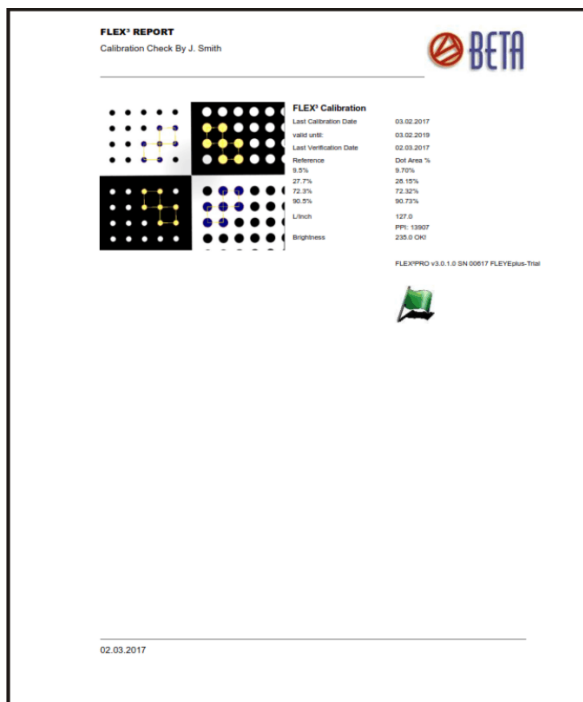 FLEX³ REPORT
Calibration Check By J. Smith
BETA
FLEX³ Calibration
Last Calibration Date 03.02.2017
valid until: 03.02.2019
Last Verification Date 02.03.2017
Reference Dot Area %
9.5% 9.70%
27.7% 28.15%
72.3% 72.32%
90.5% 90.73%
L/Inch 127.0
PPI: 13907
Brightness 235.0 OK!
FLEX³PRO v3.0.1.0 SN 00617 FLEYEplus-Trial
02.03.2017